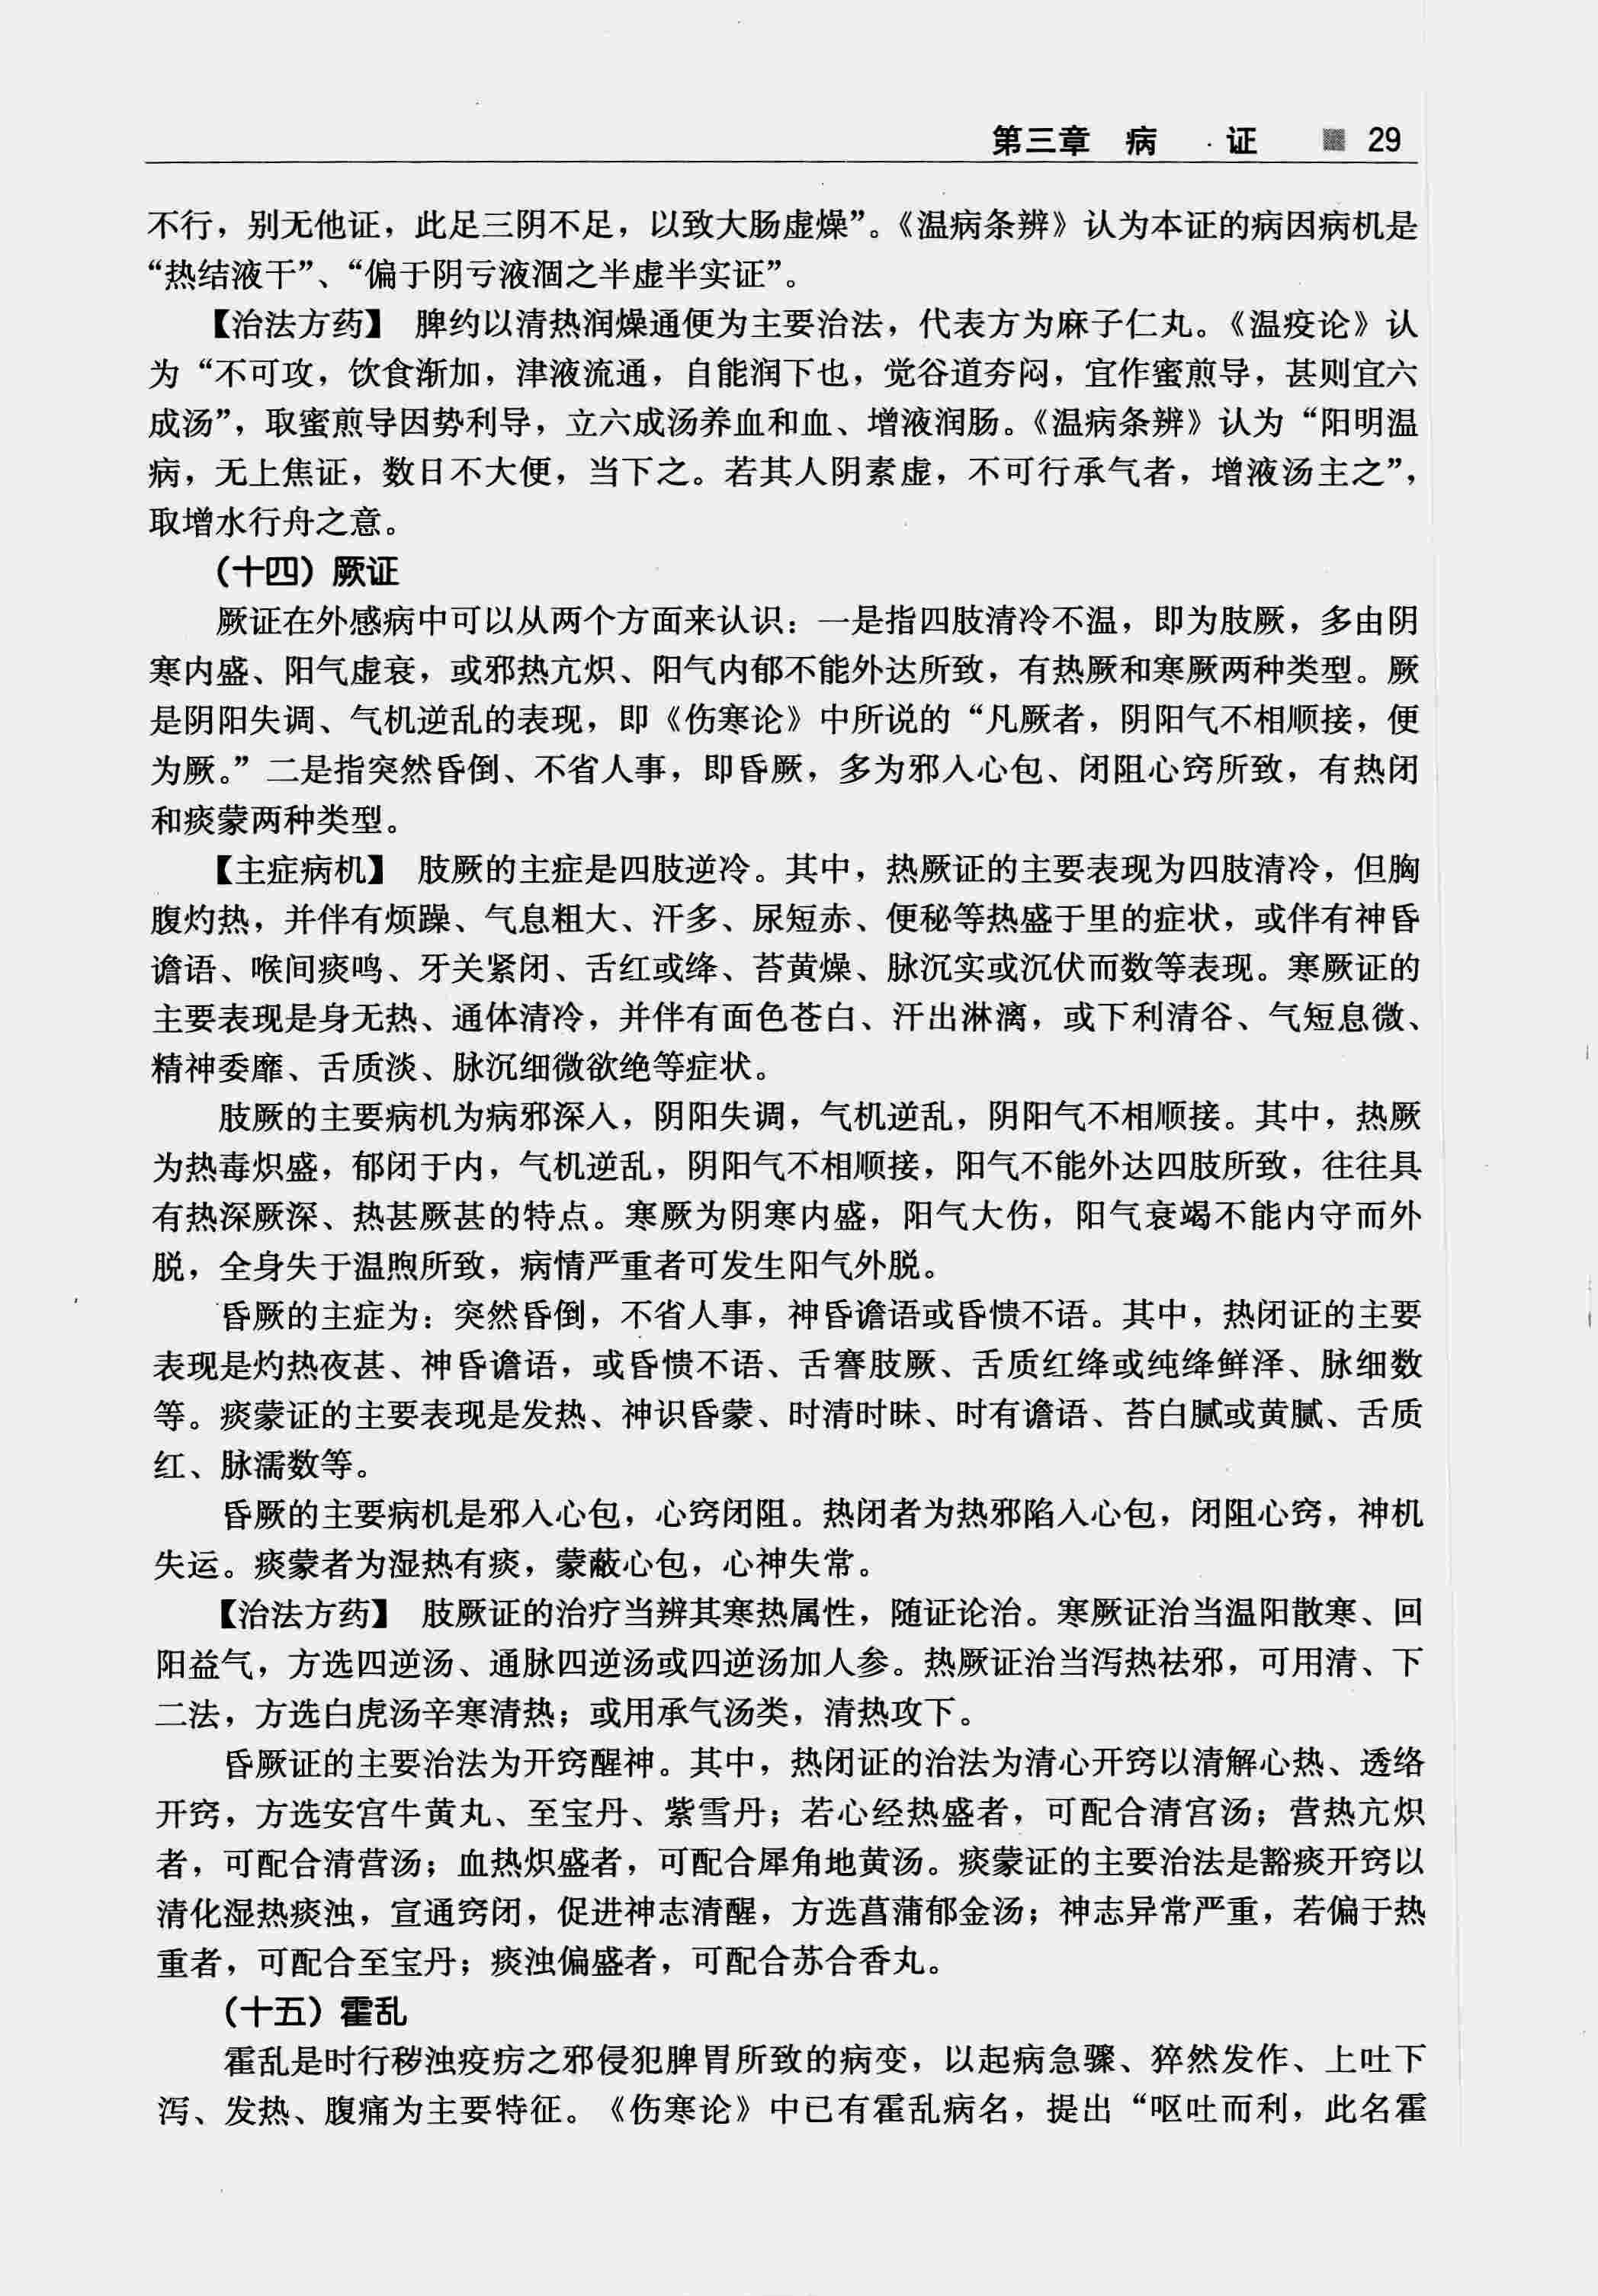 第三章 病 证 29
不行，别无他证，此足三阴不足，以致大肠虚燥”。《温病条辨》认为本证的病因病机是
“热结液干”、“偏于阴亏液涸之半虚半实证”。
【治法方药】 脾约以清热润燥通便为主要治法，代表方为麻子仁丸。《温疫论》认
为“不可攻，饮食渐加，津液流通，自能润下也，觉谷道夯闷，宜作蜜煎导，甚则宜六
成汤”，取蜜煎导因势利导，立六成汤养血和血、增液润肠。《温病条辨》认为“阳明温
病，无上焦证，数日不大便，当下之。若其人阴素虚，不可行承气者，增液汤主之”，
取增水行舟之意。
（十四）厥证
厥证在外感病中可以从两个方面来认识：一是指四肢清冷不温，即为肢厥，多由阴
寒内盛、阳气虚衰，或邪热亢炽、阳气内郁不能外达所致，有热厥和寒厥两种类型。厥
是阴阳失调、气机逆乱的表现，即《伤寒论》中所说的“凡厥者，阴阳气不相顺接，便
为厥。”二是指突然昏倒、不省人事，即昏厥，多为邪入心包、闭阻心窍所致，有热闭
和痰蒙两种类型。
【主症病机】 肢厥的主症是四肢逆冷。其中，热厥证的主要表现为四肢清冷，但胸
腹灼热，并伴有烦躁、气息粗大、汗多、尿短赤、便秘等热盛于里的症状，或伴有神昏
谵语、喉间痰鸣、牙关紧闭、舌红或绛、苔黄燥、脉沉实或沉伏而数等表现。寒厥证的
主要表现是身无热、通体清冷，并伴有面色苍白、汗出淋漓，或下利清谷、气短息微、
精神委靡、舌质淡、脉沉细微欲绝等症状。
肢厥的主要病机为病邪深入，阴阳失调，气机逆乱，阴阳气不相顺接。其中，热厥
为热毒炽盛，郁闭于内，气机逆乱，阴阳气不相顺接，阳气不能外达四肢所致，往往具
有热深厥深、热甚厥甚的特点。寒厥为阴寒内盛，阳气大伤，阳气衰竭不能内守而外
脱，全身失于温煦所致，病情严重者可发生阳气外脱。
昏厥的主症为：突然昏倒，不省人事，神昏谵语或昏愦不语。其中，热闭证的主要
表现是灼热夜甚、神昏谵语，或昏愦不语、舌謇肢厥、舌质红绛或纯绛鲜泽、脉细数
等。痰蒙证的主要表现是发热、神识昏蒙、时清时昧、时有谵语、苔白腻或黄腻、舌质
红、脉濡数等。
昏厥的主要病机是邪入心包，心窍闭阻。热闭者为热邪陷入心包，闭阻心窍，神机
失运。痰蒙者为湿热有痰，蒙蔽心包，心神失常。
【治法方药】 肢厥证的治疗当辨其寒热属性，随证论治。寒厥证治当温阳散寒、回
阳益气，方选四逆汤、通脉四逆汤或四逆汤加人参。热厥证治当泻热祛邪，可用清、下
二法，方选白虎汤辛寒清热；或用承气汤类，清热攻下。
昏厥证的主要治法为开窍醒神。其中，热闭证的治法为清心开窍以清解心热、透络
开窍，方选安宫牛黄丸、至宝丹、紫雪丹；若心经热盛者，可配合清宫汤；营热亢炽
者，可配合清营汤；血热炽盛者，可配合犀角地黄汤。痰蒙证的主要治法是豁痰开窍以
清化湿热痰浊，宣通窍闭，促进神志清醒，方选菖蒲郁金汤；神志异常严重，若偏于热
重者，可配合至宝丹；痰浊偏盛者，可配合苏合香丸。
（十五）霍乱
霍乱是时行秽浊疫疠之邪侵犯脾胃所致的病变，以起病急骤、猝然发作、上吐下
泻、发热、腹痛为主要特征。《伤寒论》中已有霍乱病名，提出“呕吐而利，此名霍